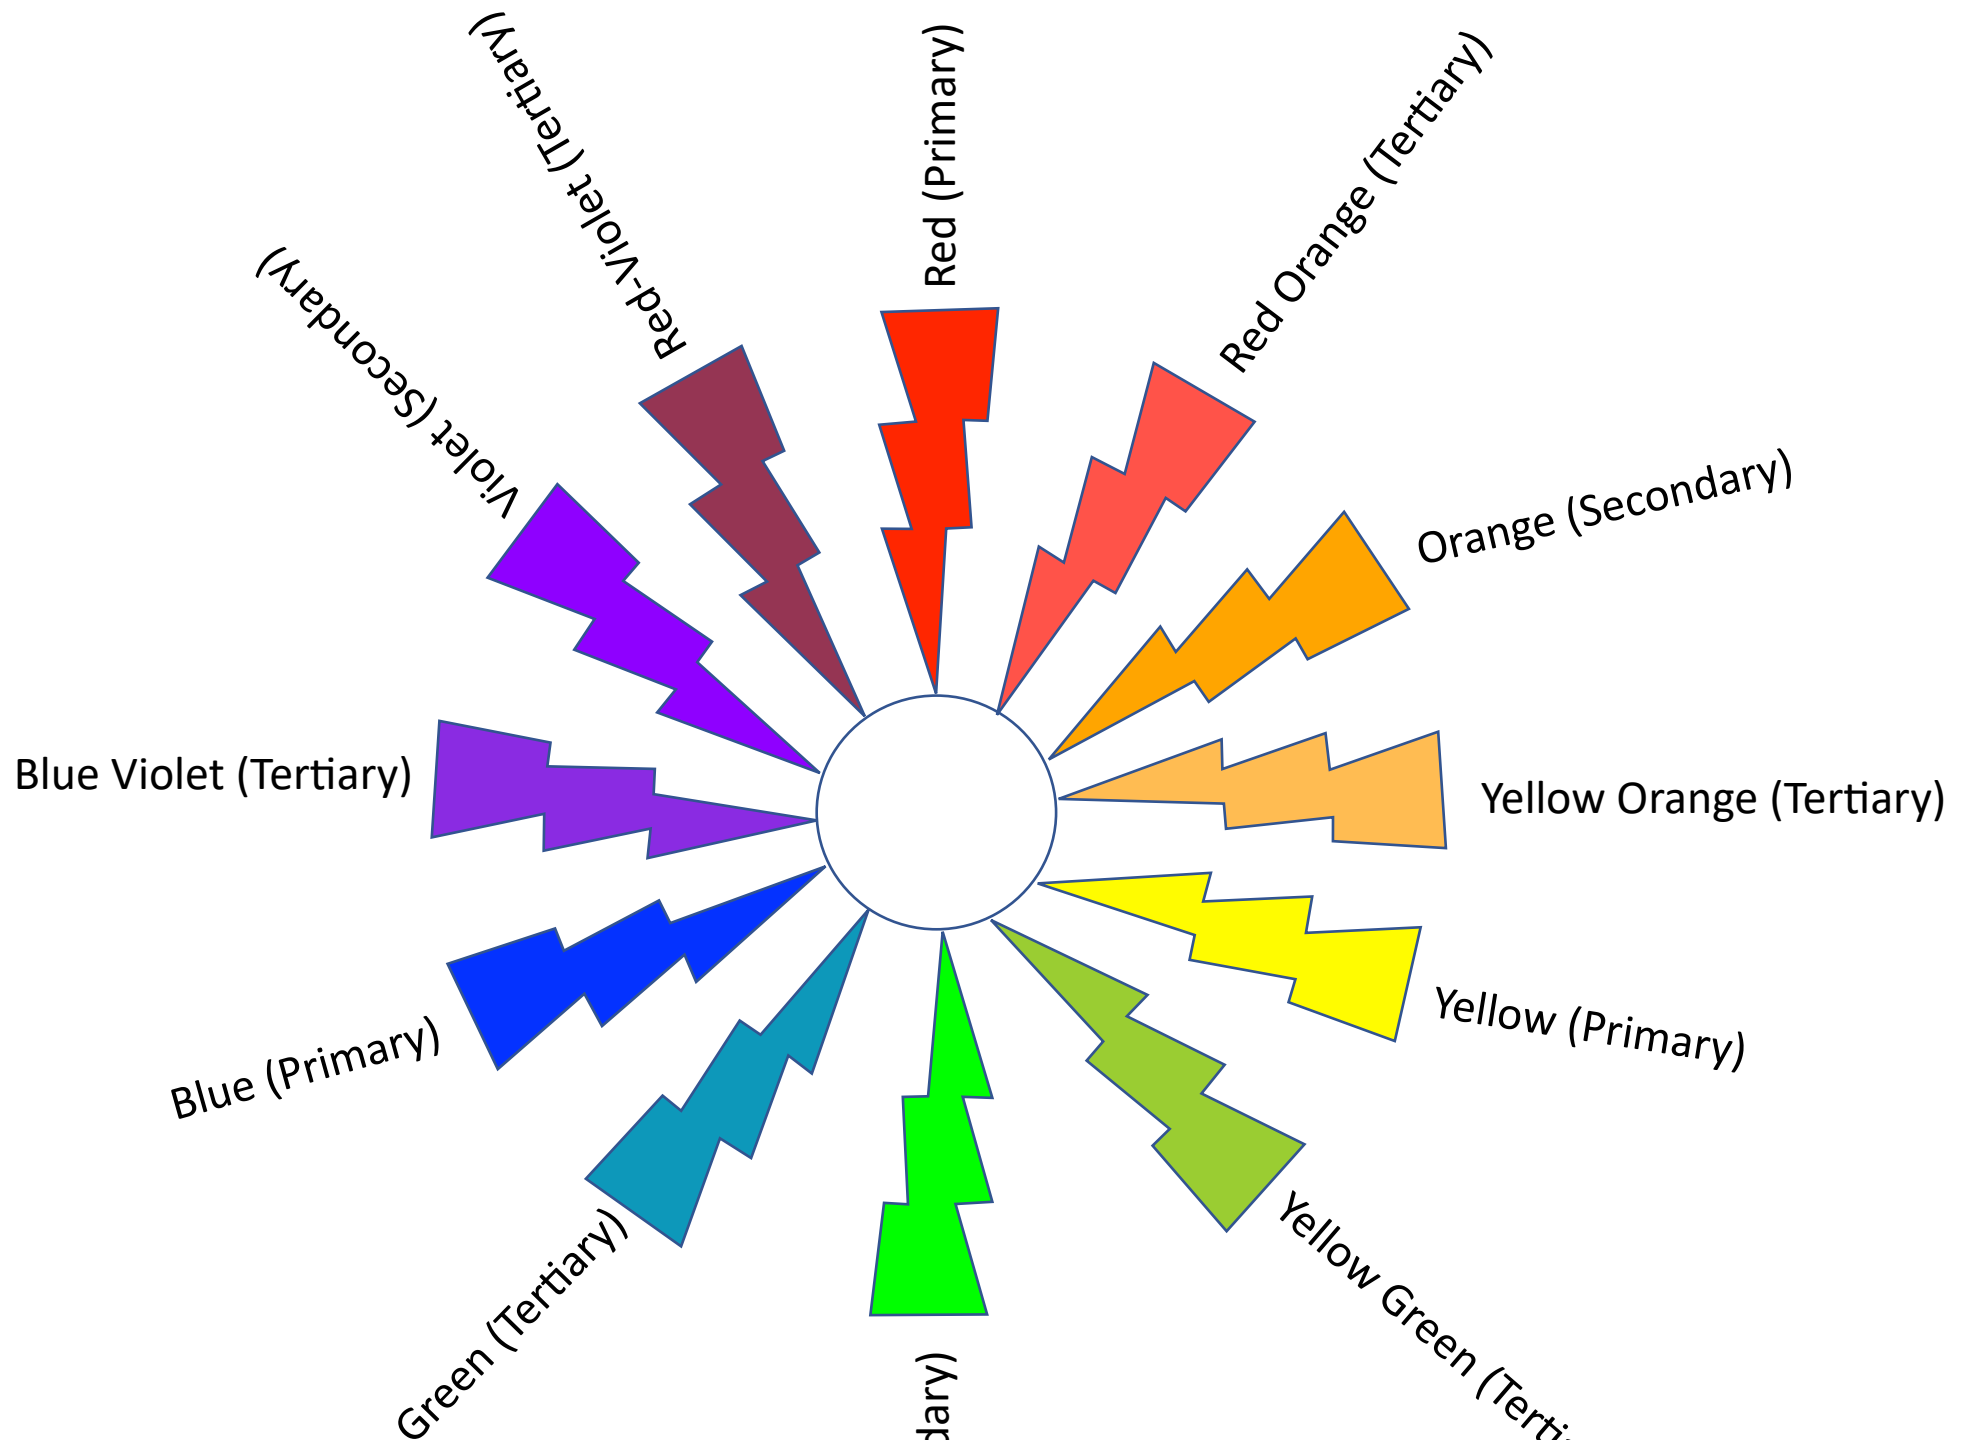 Red (Primary)
Red Orange (Tertiary)
Orange (Secondary)
Yellow Orange (Tertiary)
Yellow (Primary)
Yellow Green (Terti
dary)
Green (Tertiary)
Blue (Primary)
Blue Violet (Tertiary)
Violet (Secondary)
Red-Violet (Tertiary)